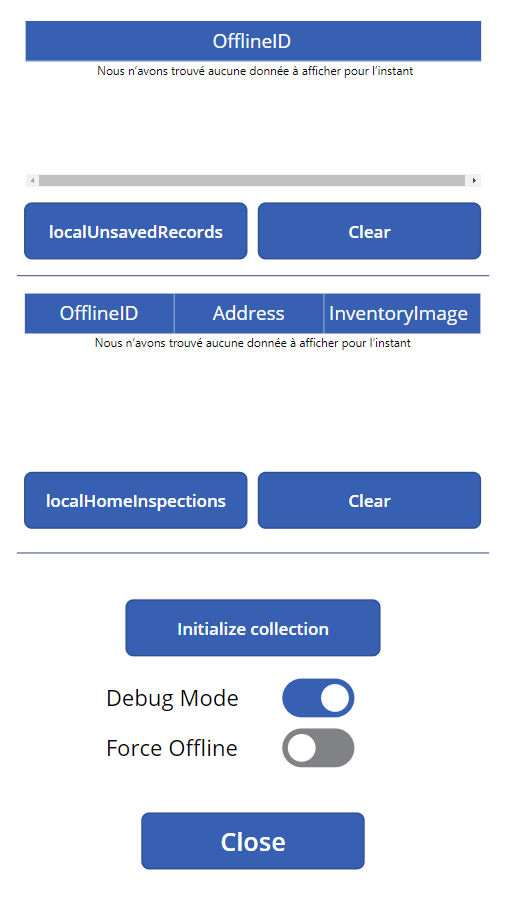 OfflineID
Nous n'avons trouvé aucune donnée à afficher pour l'instant
localUnsavedRecords Clear
OfflineID Address InventoryImage
Nous n'avons trouvé aucune donnée à afficher pour l'instant
localHomeInspections Clear
Initialize collection
Debug Mode
Force Offline
Close